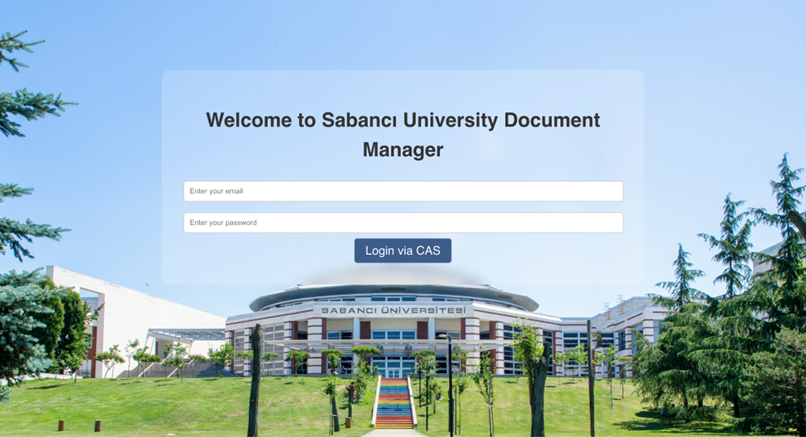 Welcome to Sabancı University Document
Manager
Enter your email
Enter your password
Login via CAS
SABANCI ÜNİVERSİTESİ